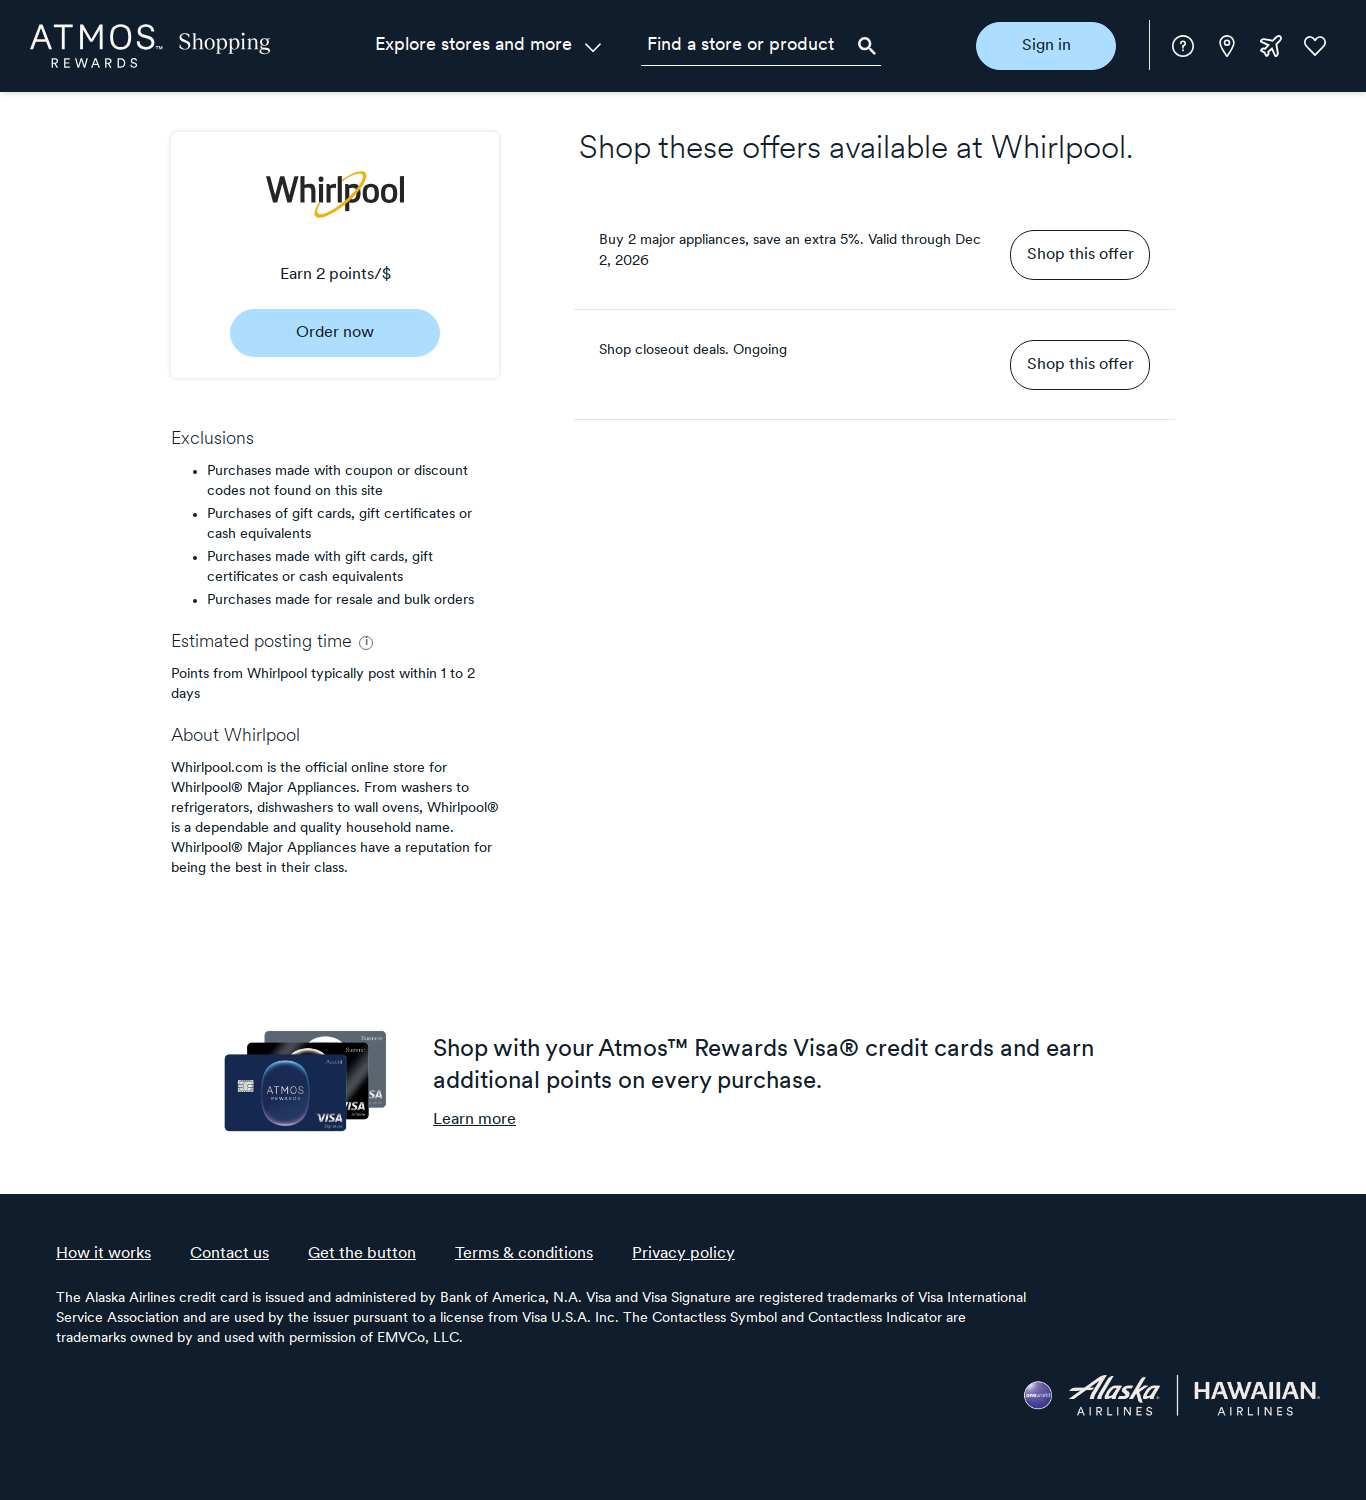 ATMOS™ Shopping
REWARDS
Explore stores and more
Find a store or product
Sign in
Whirlpool
Earn 2 points/$
Order now
Exclusions
• Purchases made with coupon or discount
codes not found on this site
• Purchases of gift cards, gift certificates or
cash equivalents
• Purchases made with gift cards, gift
certificates or cash equivalents
• Purchases made for resale and bulk orders
Estimated posting time
Points from Whirlpool typically post within 1 to 2
days
About Whirlpool
Whirlpool.com is the official online store for
Whirlpool® Major Appliances. From washers to
refrigerators, dishwashers to wall ovens, Whirlpool®
is a dependable and quality household name.
Whirlpool® Major Appliances have a reputation for
being the best in their class.
Shop these offers available at Whirlpool.
Buy 2 major appliances, save an extra 5%. Valid through Dec
2, 2026
Shop this offer
Shop closeout deals. Ongoing
Shop this offer
Business
Summit
Ascent
ATMOS
REWARDS
VISA
VISA
VISA
Shop with your Atmos™ Rewards Visa® credit cards and earn
additional points on every purchase.
Learn more
How it works
Contact us
Get the button
Terms & conditions
Privacy policy
The Alaska Airlines credit card is issued and administered by Bank of America, N.A. Visa and Visa Signature are registered trademarks of Visa International
Service Association and are used by the issuer pursuant to a license from Visa U.S.A. Inc. The Contactless Symbol and Contactless Indicator are
trademarks owned by and used with permission of EMVCo, LLC.
oneworld
Alaska
AIRLINES
HAWAIIAN
AIRLINES